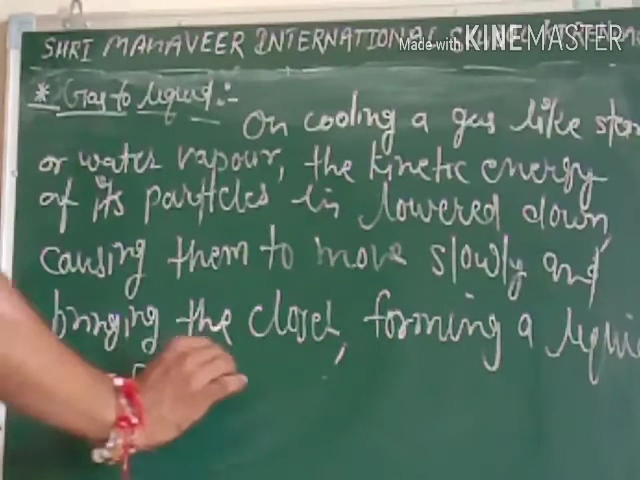 SHRI MAHAVEER INTERNATIONAL SCHOOL
Made with KINEMASTER
* Gas to liquid:-
On cooling a gas like
or water vapour, the kinetic energy
of its particles is lowered down,
causing them to move slowly and
bringing the closer, forming a